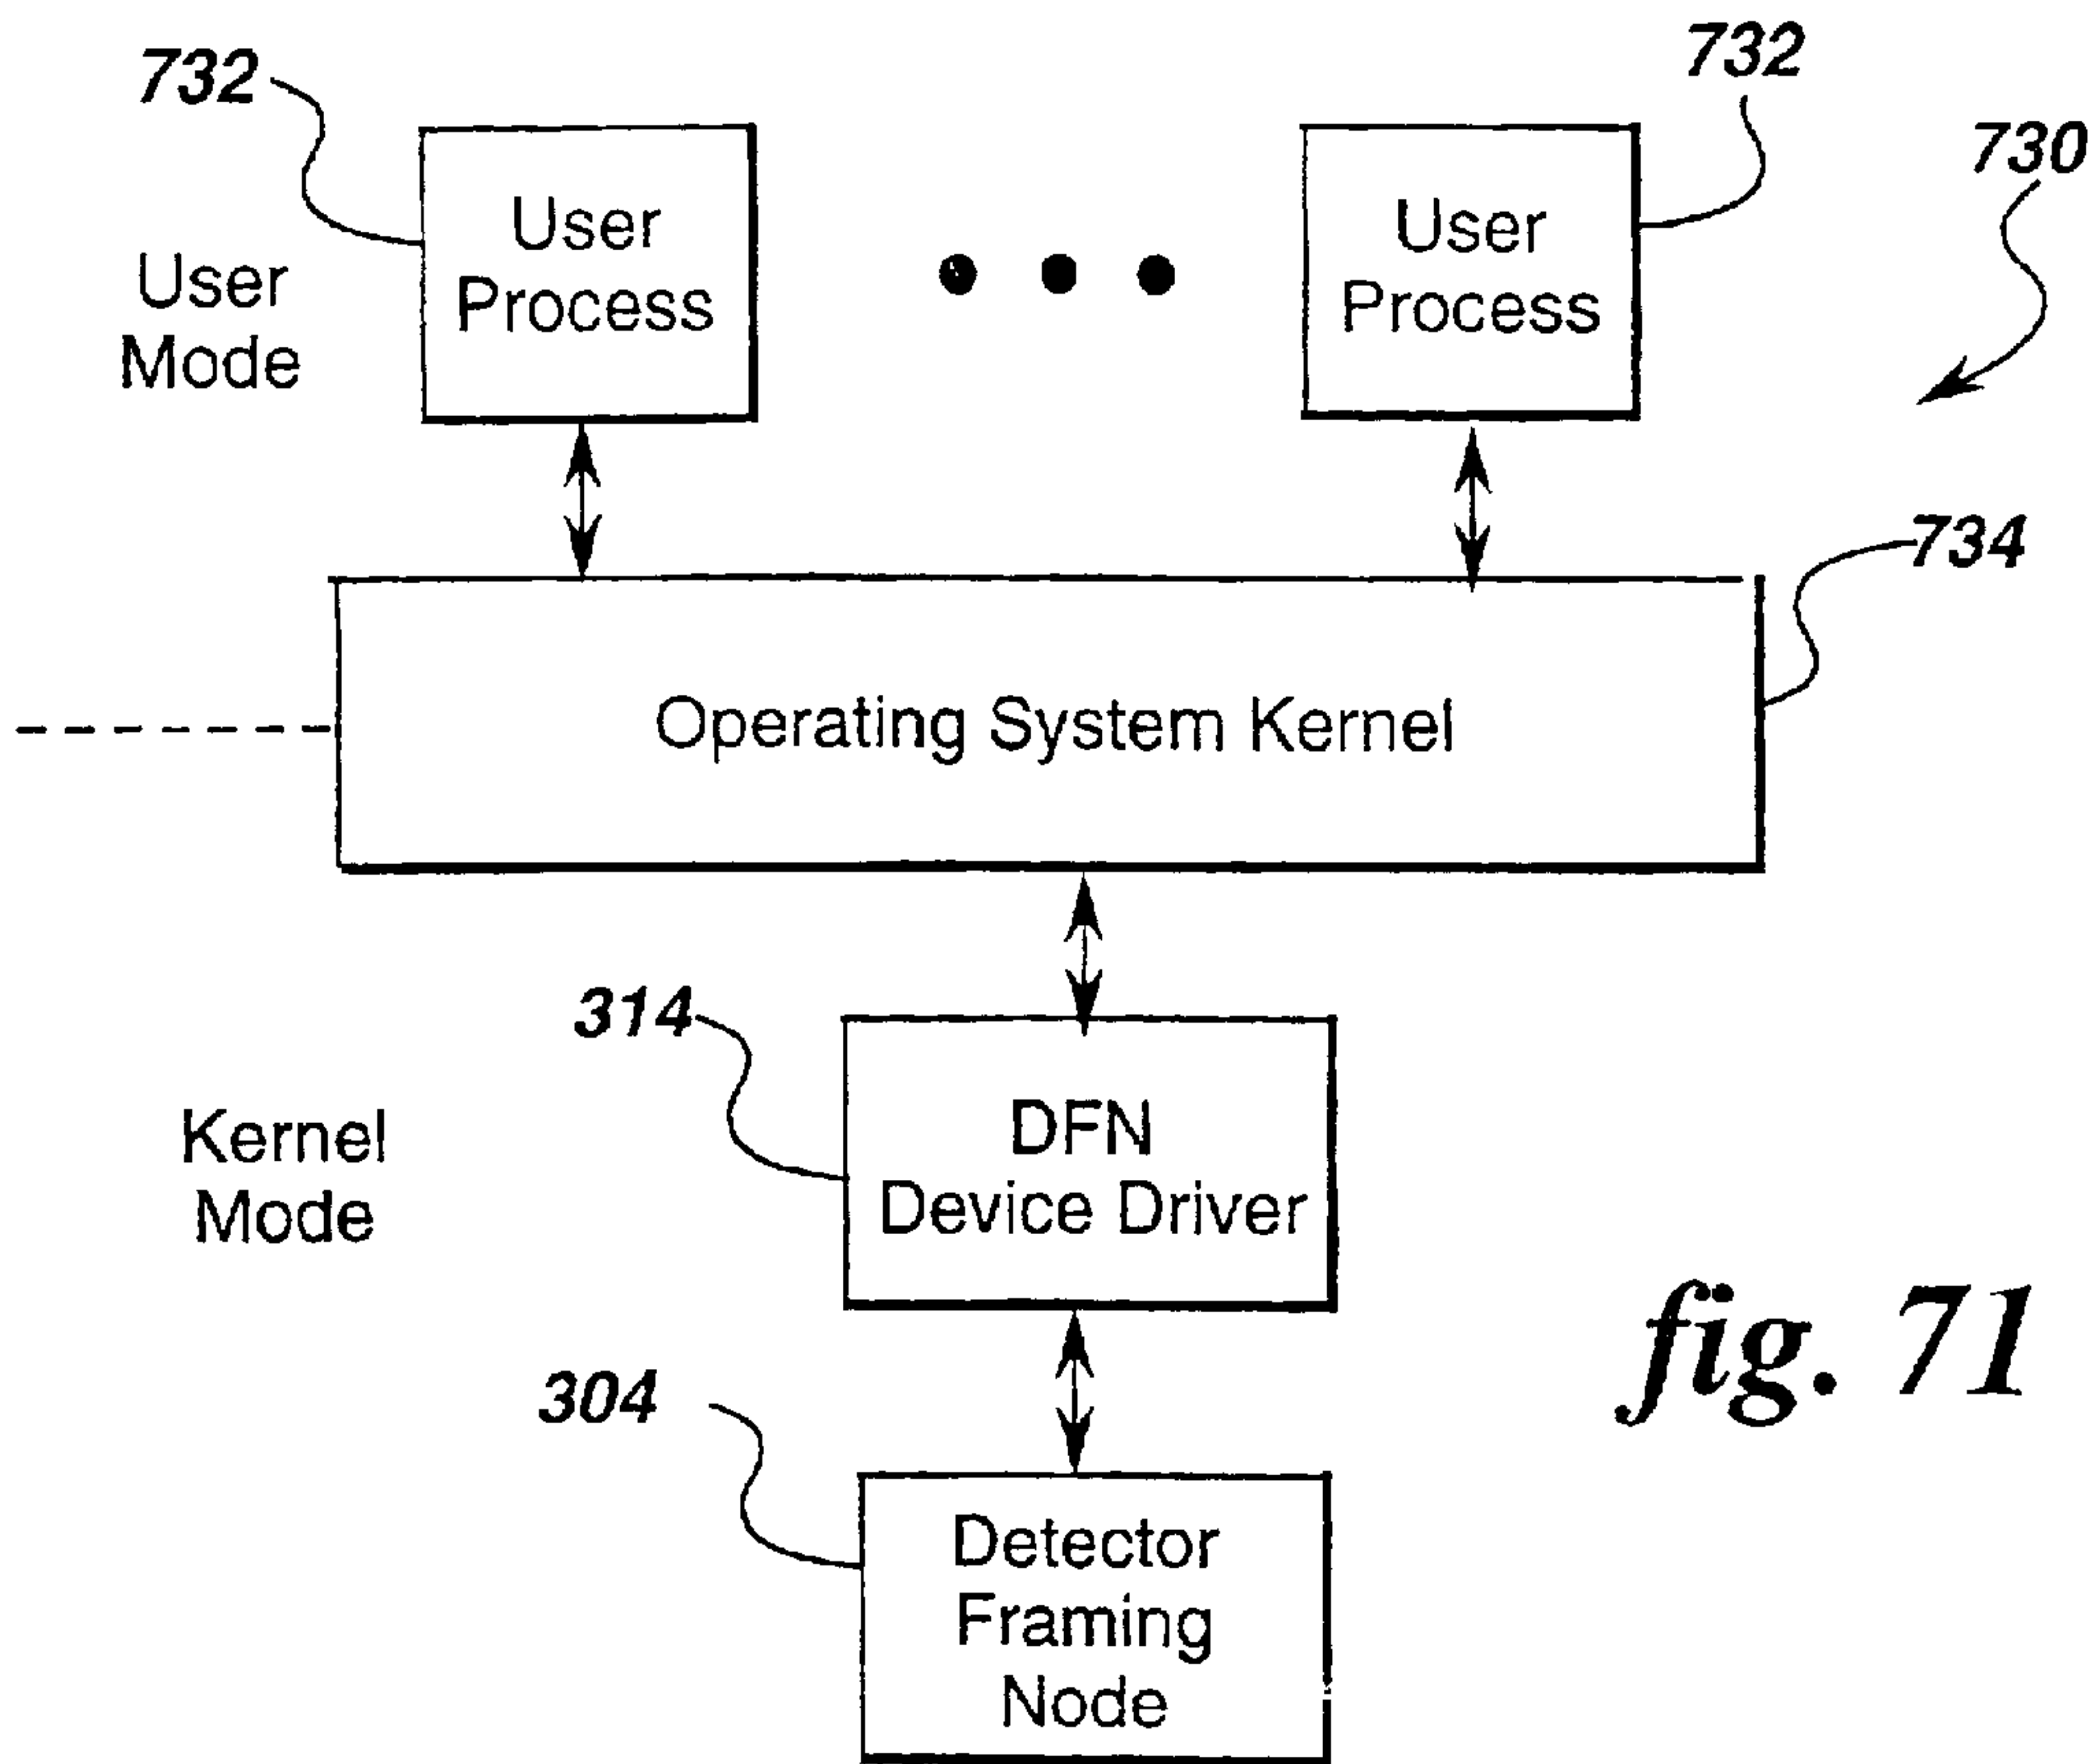 732
732
730
User
Process
User
Process
User
Mode
734
Operating System Kernel
314
DFN
Device Driver
Kernel
Mode
fig. 71
304
Detector
Framing
Node